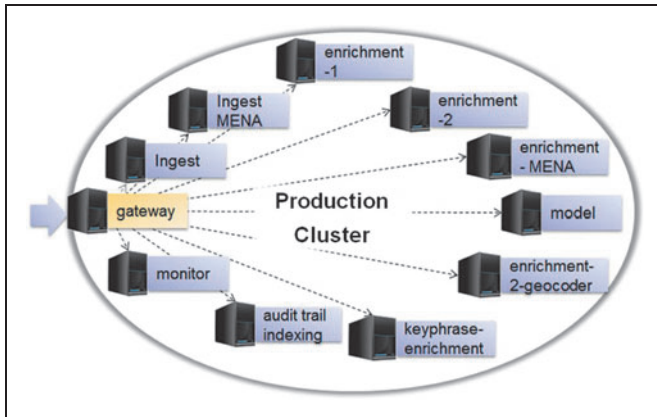 enrichment
-1
Ingest
MENA
enrichment
-2
Ingest
enrichment
- MENA
gateway
Production
Cluster
model
monitor
enrichment-
2-geocoder
audit trail
indexing
keyphrase-
enrichment